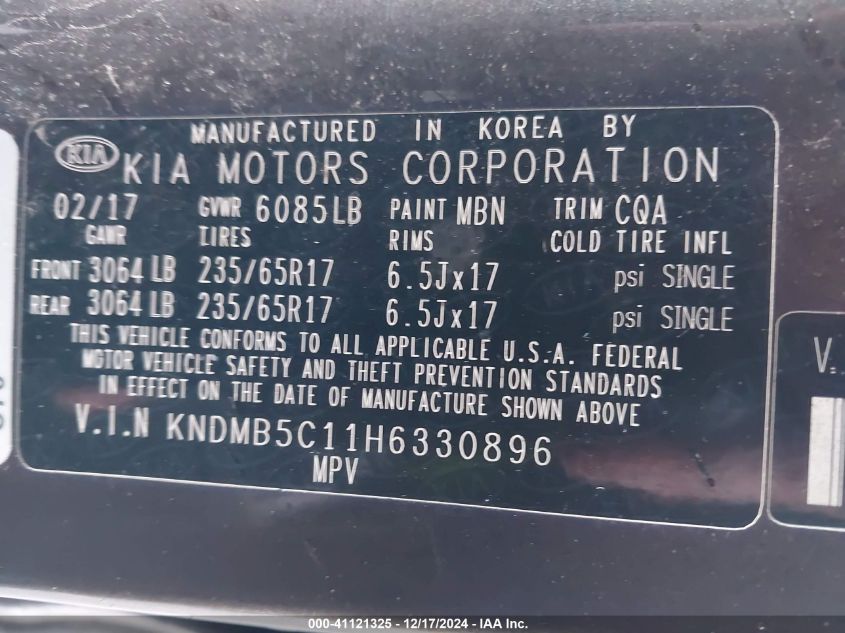 MANUFACTURED IN KOREA BY
KIA KIA MOTORS CORPORATION
02/17 GVWR 6085LB PAINT MBN TRIM CQA
GAWR TIRES RIMS COLD TIRE INFL
FRONT 3064 LB 235/65R17 6.5Jx17 psi SINGLE
REAR 3064 LB 235/65R17 6.5Jx17 psi SINGLE
THIS VEHICLE CONFORMS TO ALL APPLICABLE U.S.A. FEDERAL
MOTOR VEHICLE SAFETY AND THEFT PREVENTION STANDARDS
IN EFFECT ON THE DATE OF MANUFACTURE SHOWN ABOVE
V.I.N KNDMB5C11H6330896
MPV
V.
000-41121325 - 12/17/2024 - IAA Inc.